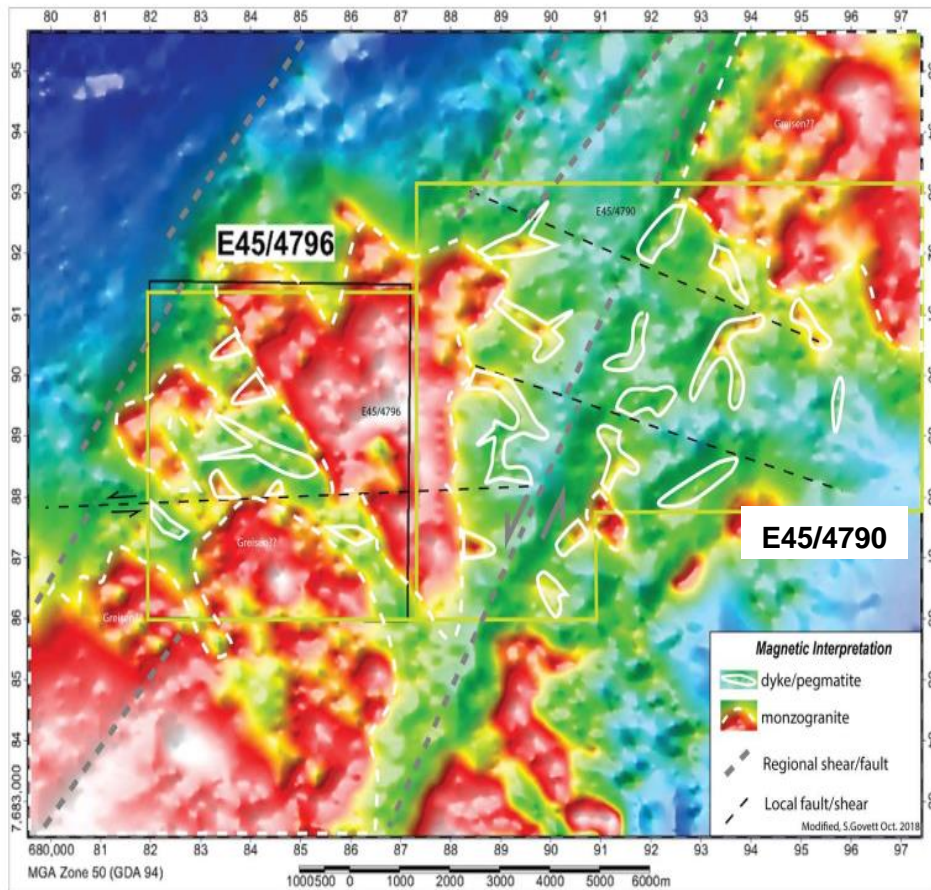 80 81 82 83 84 85 86 87 88 89 90 91 92 93 94 95 96 97
95
94
93
92
91
90
89
88
87
86
85
84
7,683,000
Greisen??
E45/4790
E45/4796
E45/4796
Greisen??
Greisen?
E45/4790
Magnetic Interpretation
dyke/pegmatite
monzogranite
Regional shear/fault
Local fault/shear
Modified, S.Govett Oct. 2018
680,000 81 82 83 84 85 86 87 88 89 90 91 92 93 94 95 96 97
MGA Zone 50 (GDA 94)
1000500 0 1000 2000 3000 4000 5000 6000m